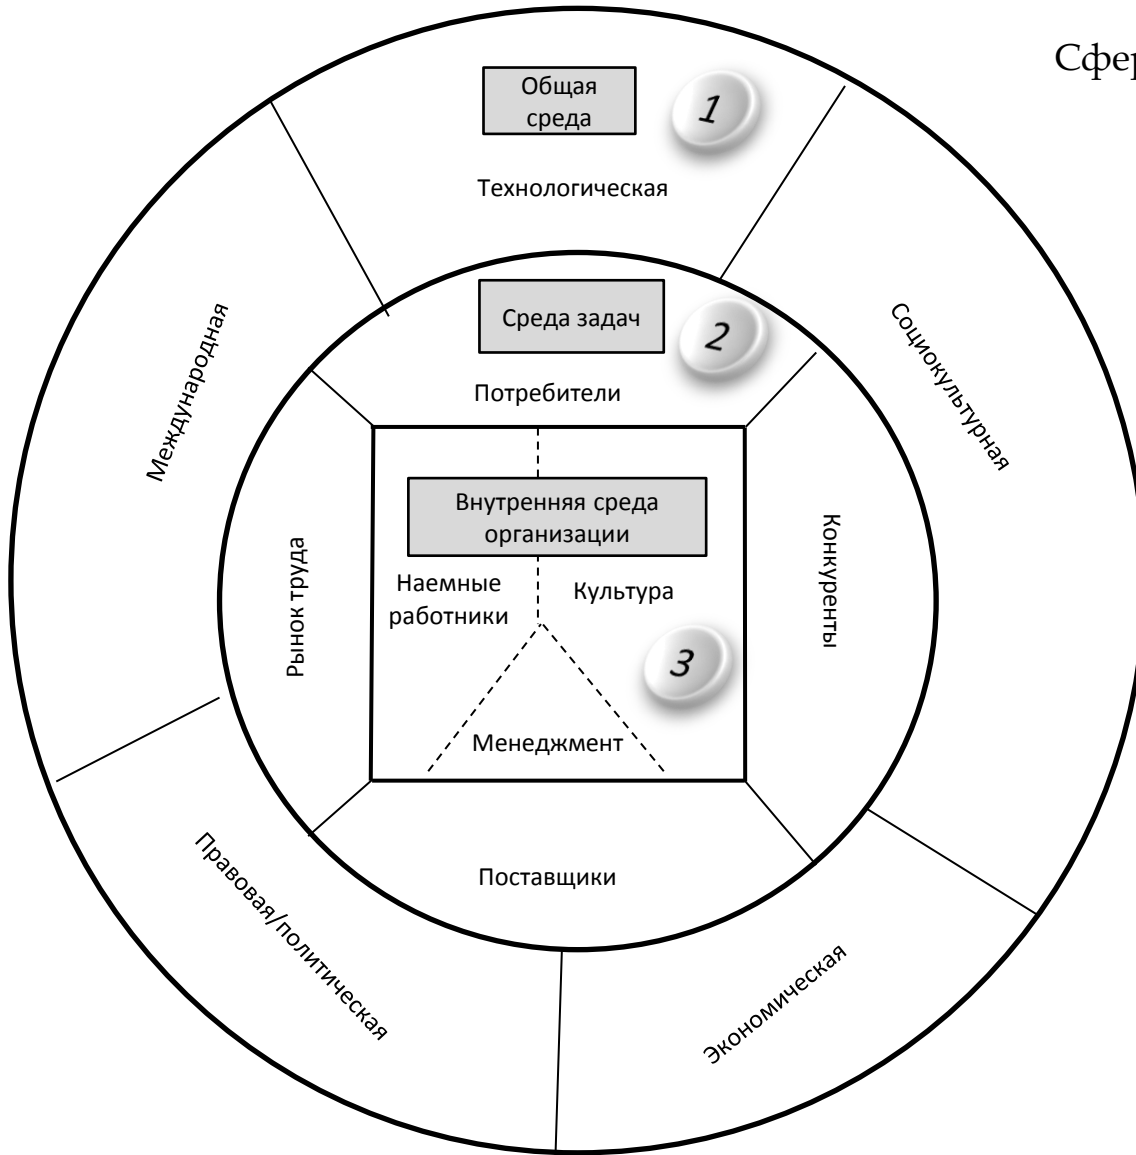 Общая
среда
1
Технологическая
Международная
Социокультурная
Среда задач
2
Потребители
Рынок труда
Внутренняя среда
организации
Наемные
работники
Культура
3
Менеджмент
Конкуренты
Поставщики
Правовая/политическая
Экономическая